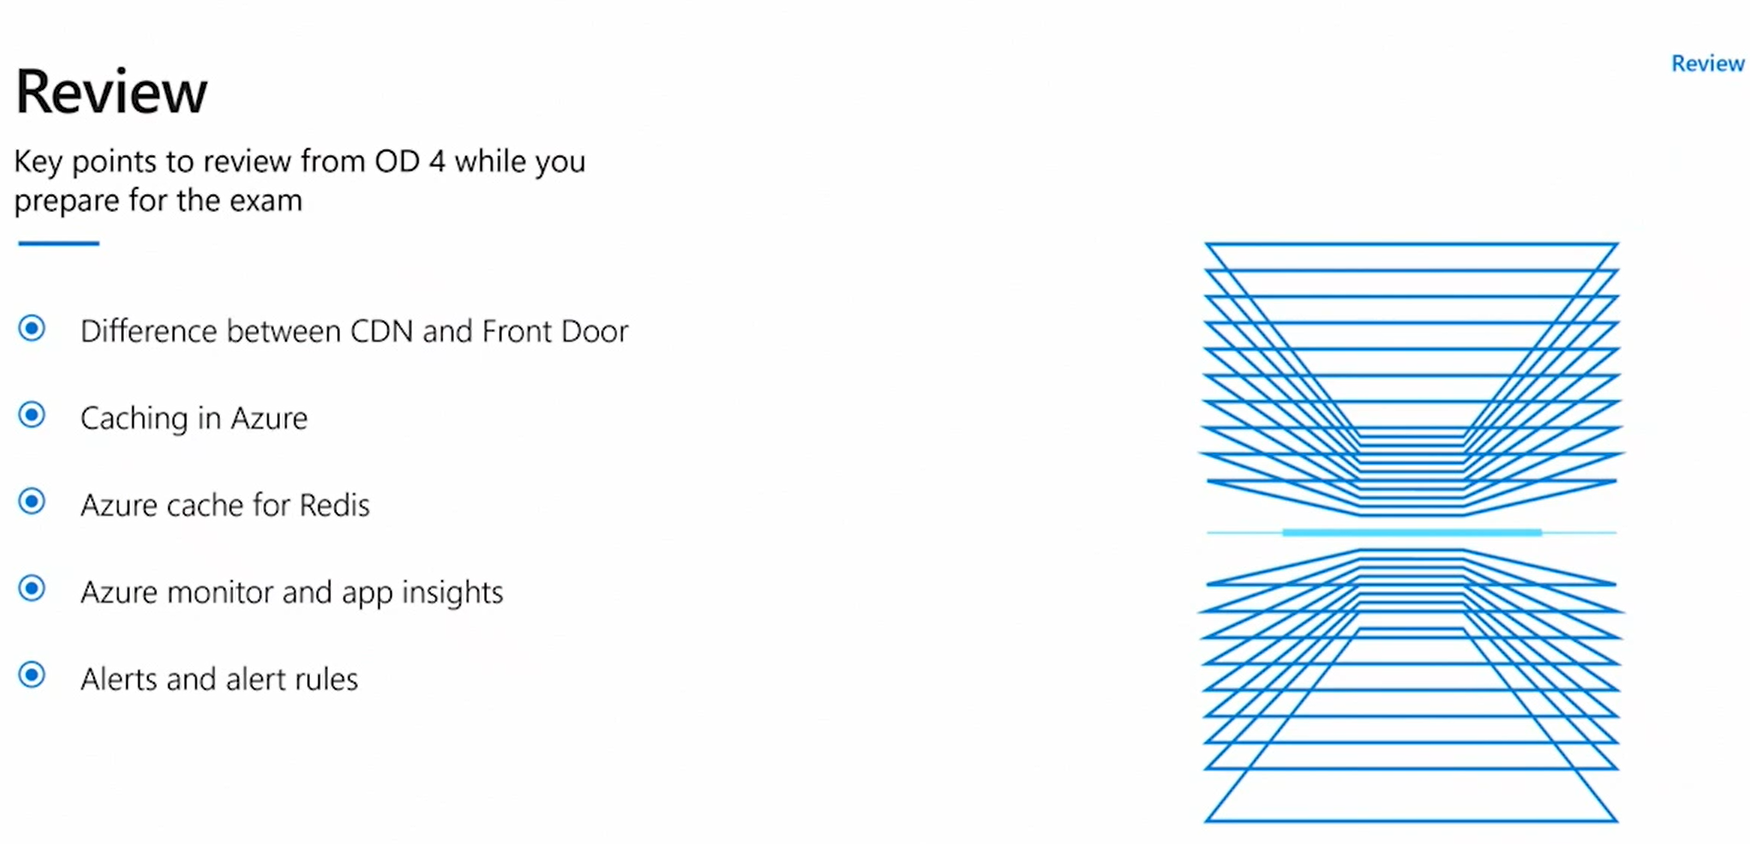 Review
Review
Key points to review from OD 4 while you
prepare for the exam
Difference between CDN and Front Door
Caching in Azure
Azure cache for Redis
Azure monitor and app insights
Alerts and alert rules